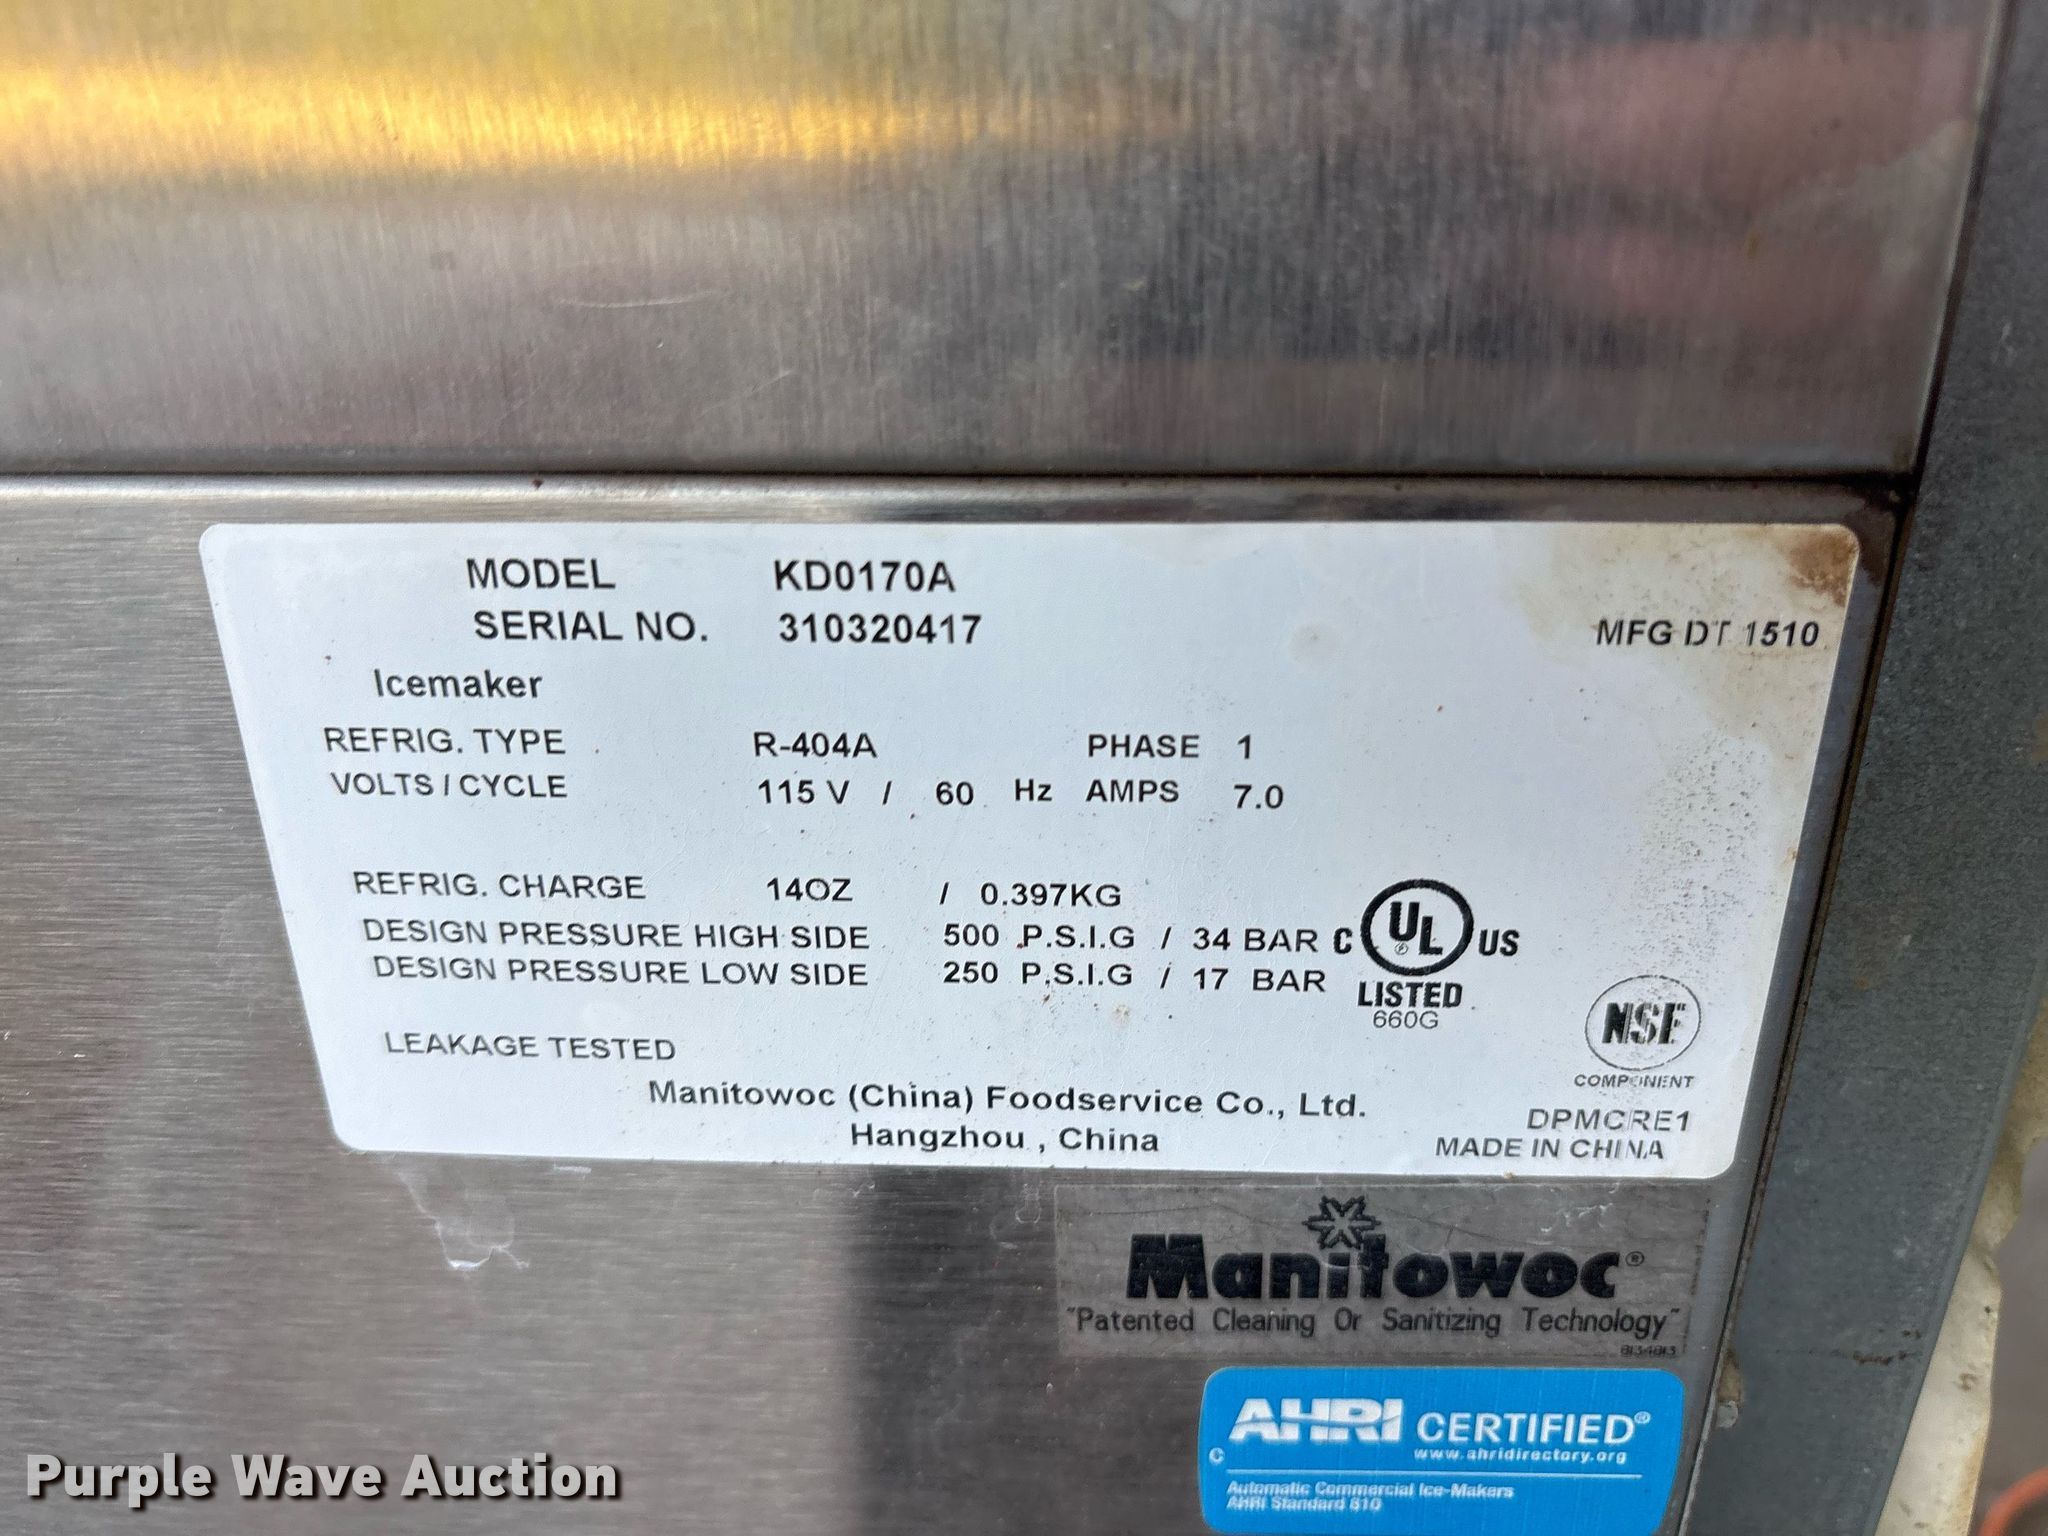 MODEL KD0170A
SERIAL NO. 310320417
MFG DT 1510
Icemaker
REFRIG. TYPE R-404A PHASE 1
VOLTS / CYCLE 115 V / 60 Hz AMPS 7.0
REFRIG. CHARGE 14OZ / 0.397KG
DESIGN PRESSURE HIGH SIDE 500 P.S.I.G / 34 BAR
DESIGN PRESSURE LOW SIDE 250 P.S.I.G / 17 BAR
C UL US
LISTED
660G
NSF
COMPONENT
LEAKAGE TESTED
Manitowoc (China) Foodservice Co., Ltd.
Hangzhou , China
DPMCRE1
MADE IN CHINA
Manitowoc®
"Patented Cleaning Or Sanitizing Technology"
8134813
AHRI CERTIFIED®
www.ahridirectory.org
Automatic Commercial Ice-Makers
AHRI Standard 810
Purple Wave Auction